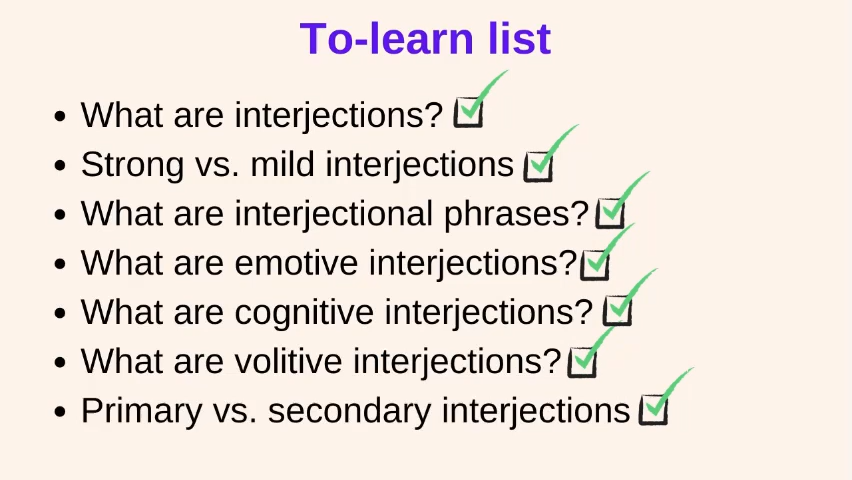 To-learn list
• What are interjections?
• Strong vs. mild interjections
• What are interjectional phrases?
• What are emotive interjections?
• What are cognitive interjections?
• What are volitive interjections?
• Primary vs. secondary interjections